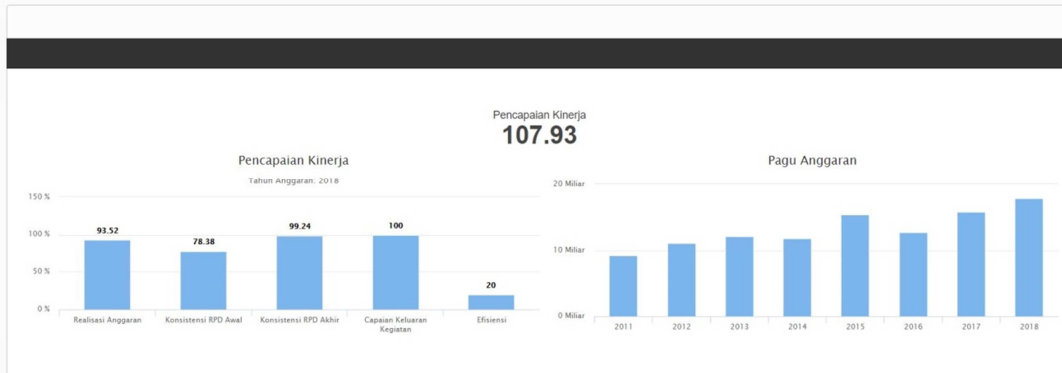 Pencapaian Kinerja
107.93
Pencapaian Kinerja
Tahun Anggaran: 2018
150 %
100 %
50 %
0 %
93.52
78.38
99.24
100
20
Realisasi Anggaran
Konsistensi RPD Awal
Konsistensi RPD Akhir
Capaian Keluaran
Kegiatan
Efisiensi
Pagu Anggaran
20 Miliar
10 Miliar
0 Miliar
2011
2012
2013
2014
2015
2016
2017
2018